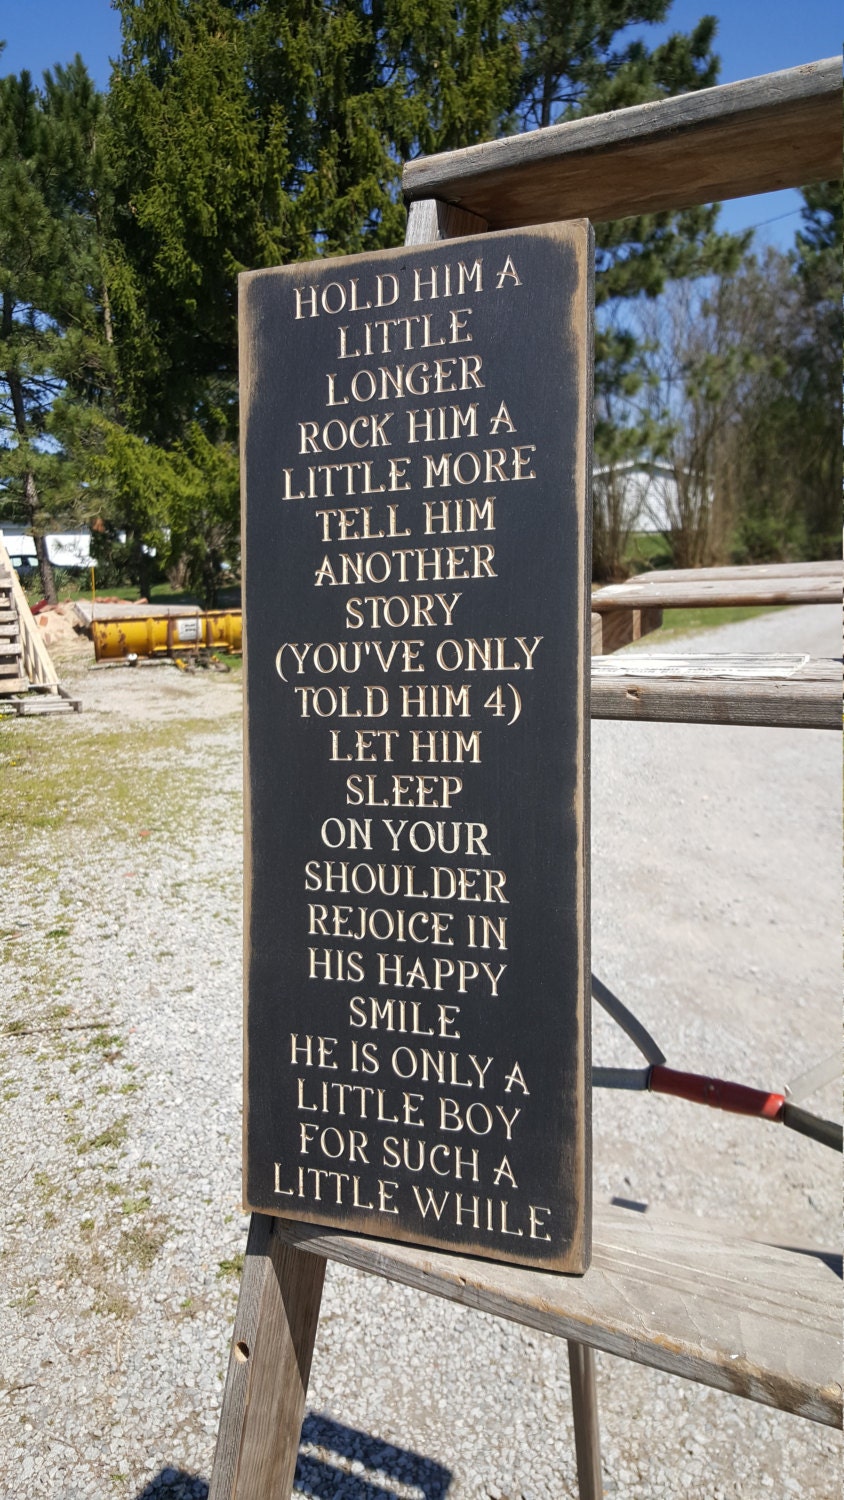 HOLD HIM A
LITTLE
LONGER
ROCK HIM A
LITTLE MORE
TELL HIM
ANOTHER
STORY
(YOU'VE ONLY
TOLD HIM 4)
LET HIM
SLEEP
ON YOUR
SHOULDER
REJOICE IN
HIS HAPPY
SMILE
HE IS ONLY A
LITTLE BOY
FOR SUCH A
LITTLE WHILE